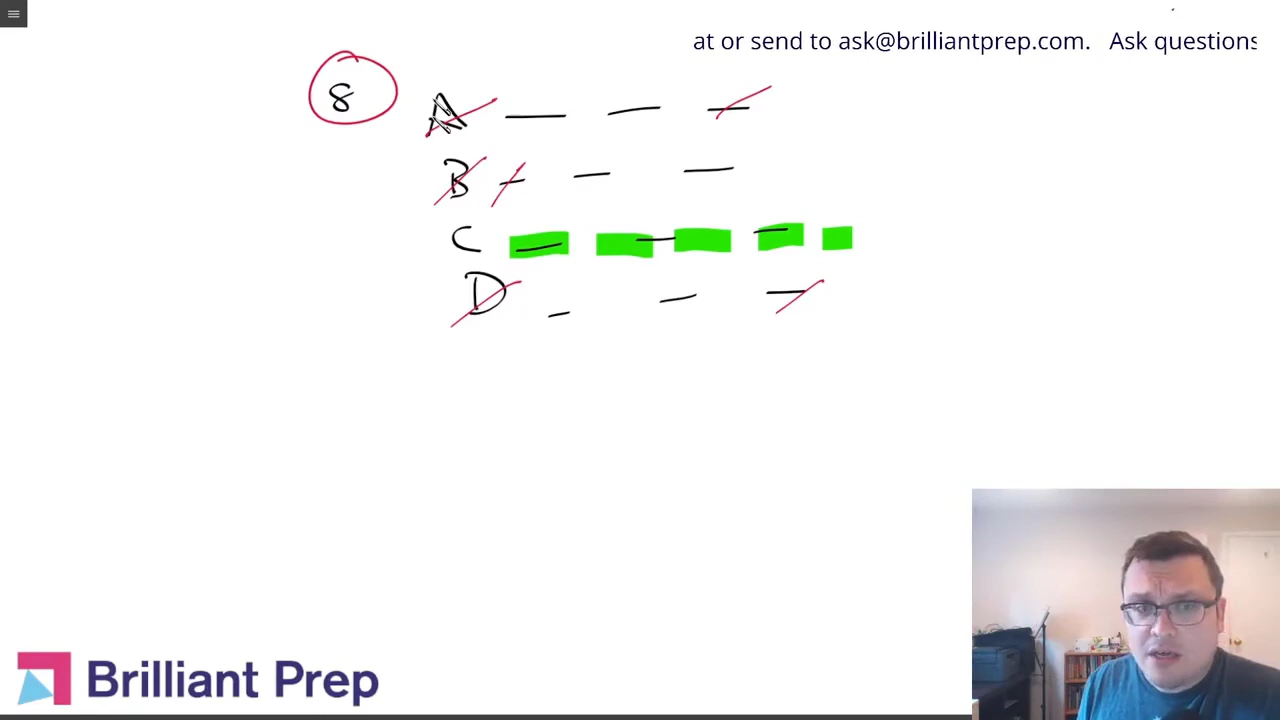 at or send to ask@brilliantprep.com. Ask questions
8
A
B
C
D
Brilliant Prep